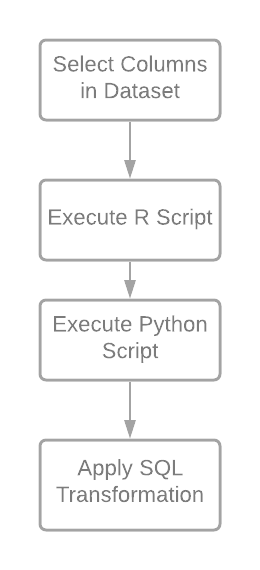 Select Columns
in Dataset
Execute R Script
Execute Python
Script
Apply SQL
Transformation